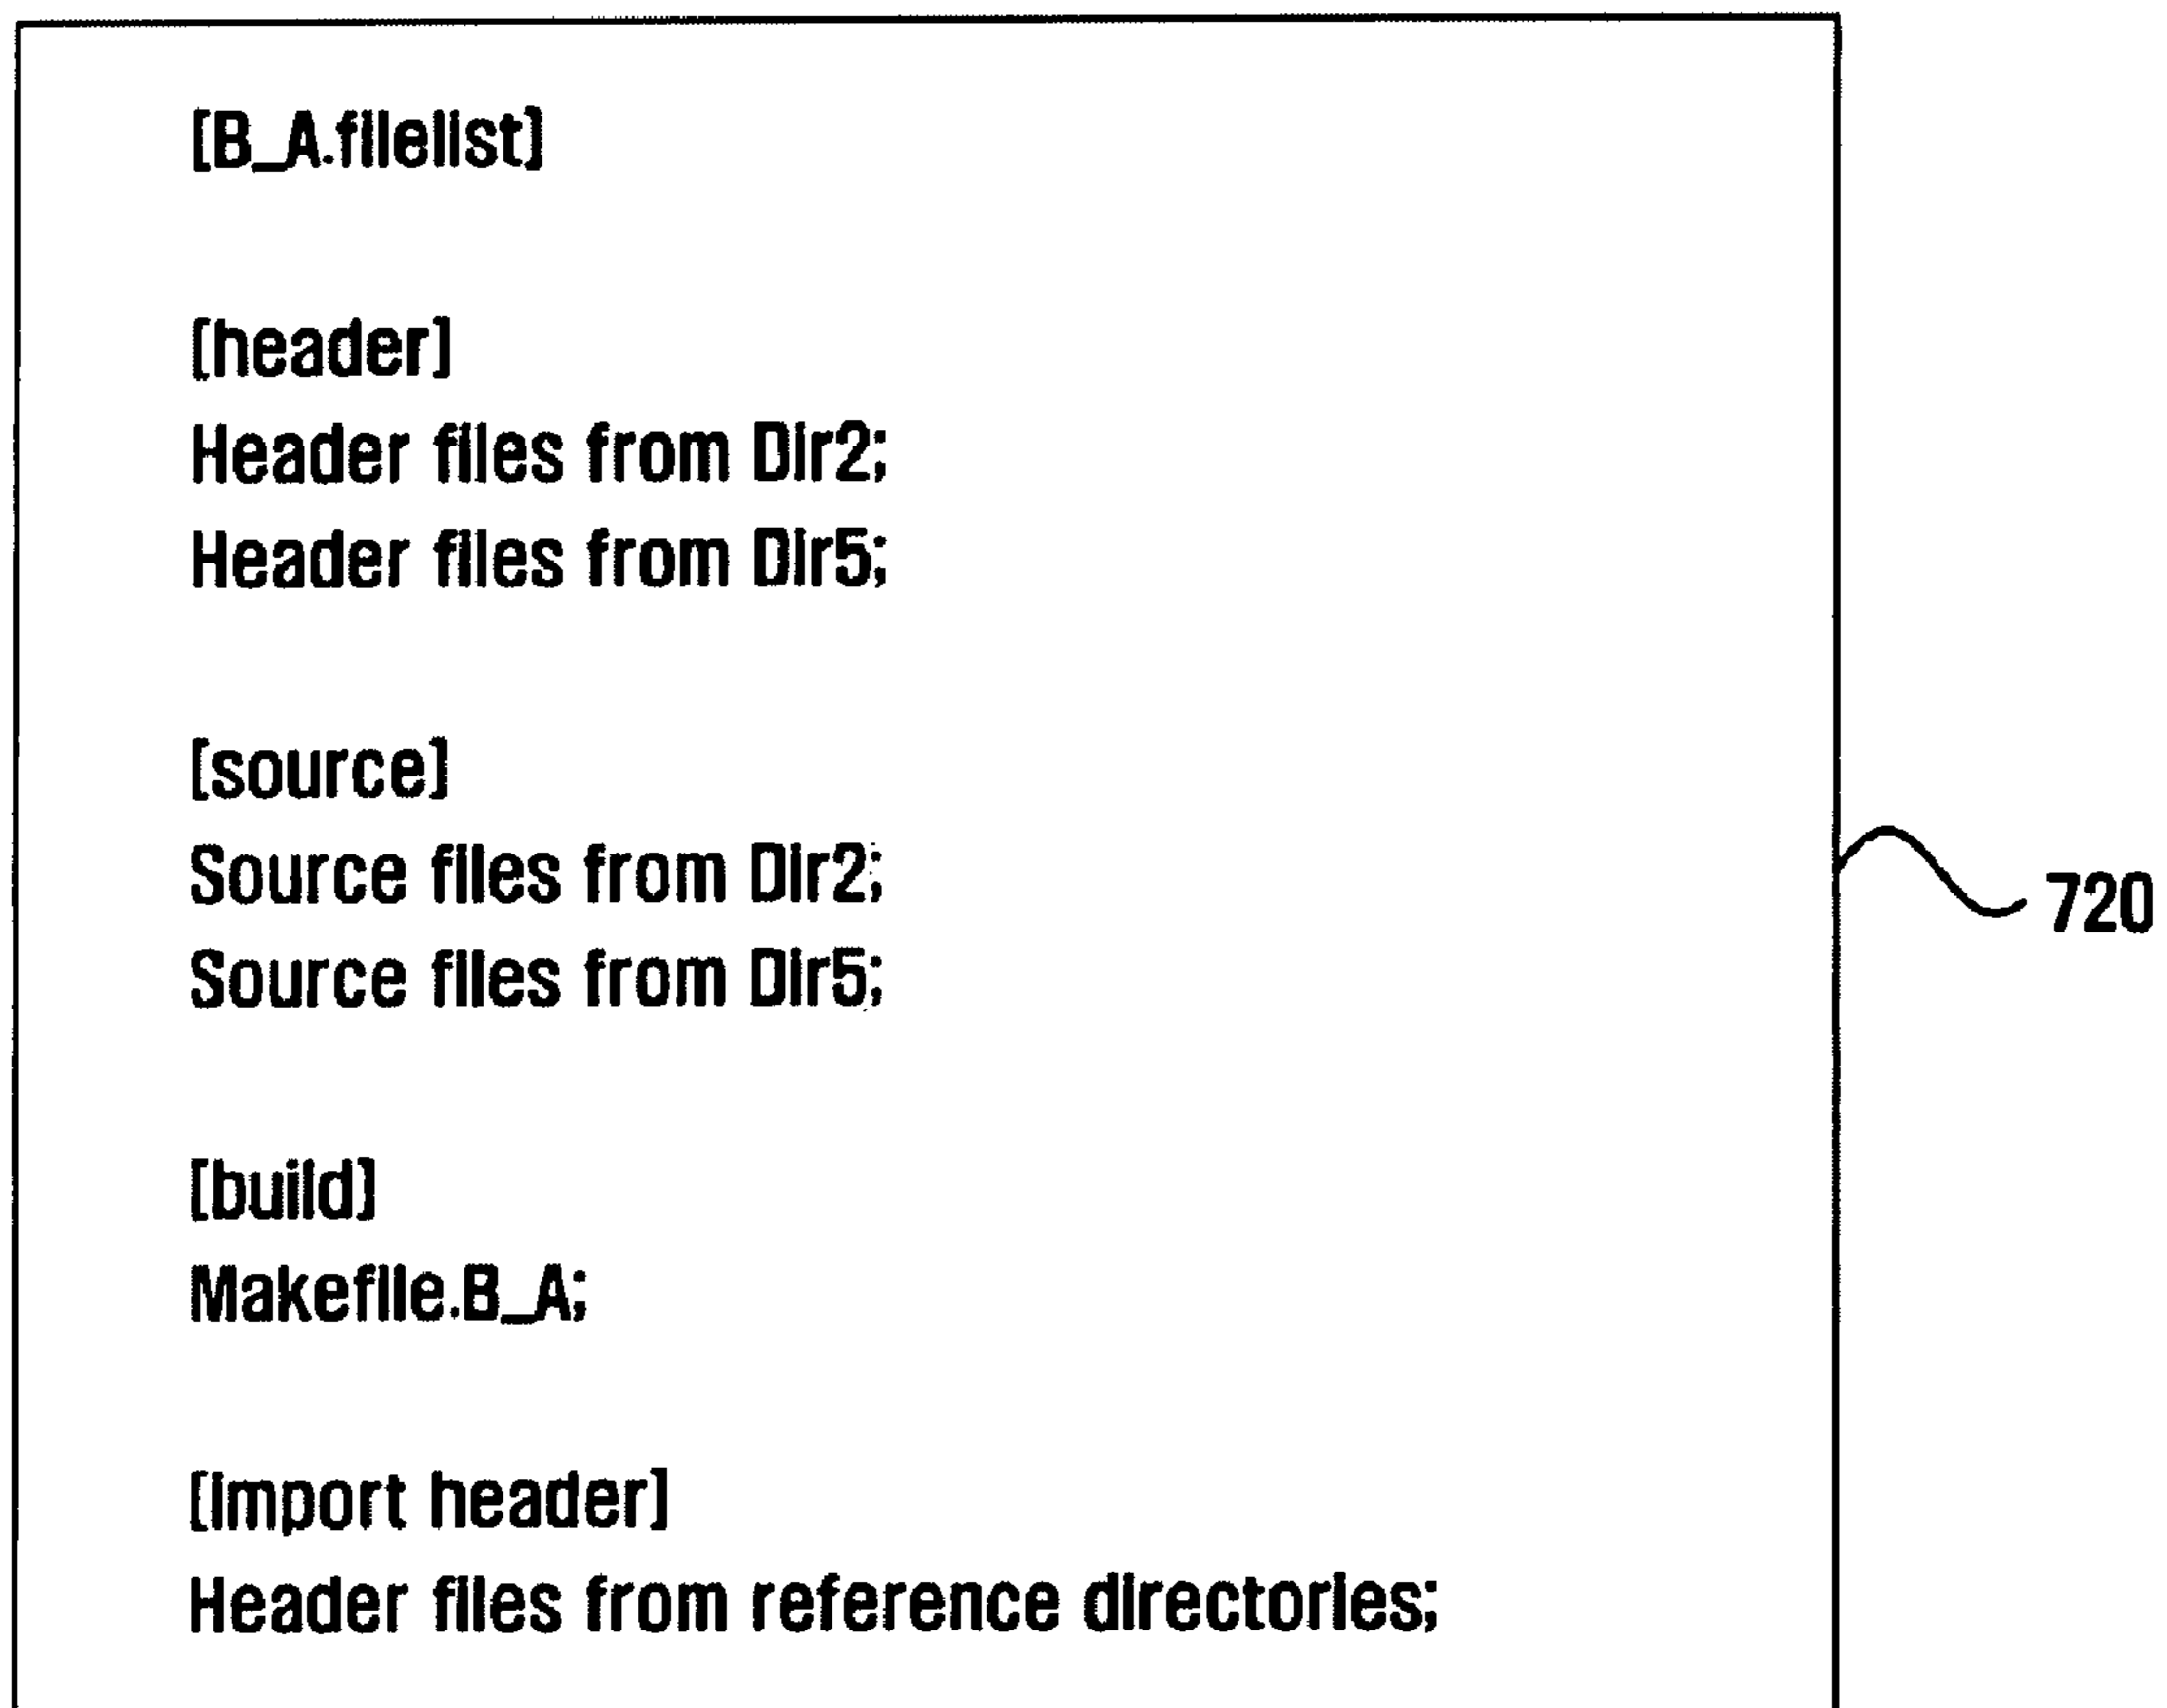 [B_A.filelist]
[header]
Header files from Dir2;
Header files from Dir5;
[source]
Source files from Dir2;
Source files from Dir5;
720
[build]
Makefile.B_A;
[import header]
Header files from reference directories;